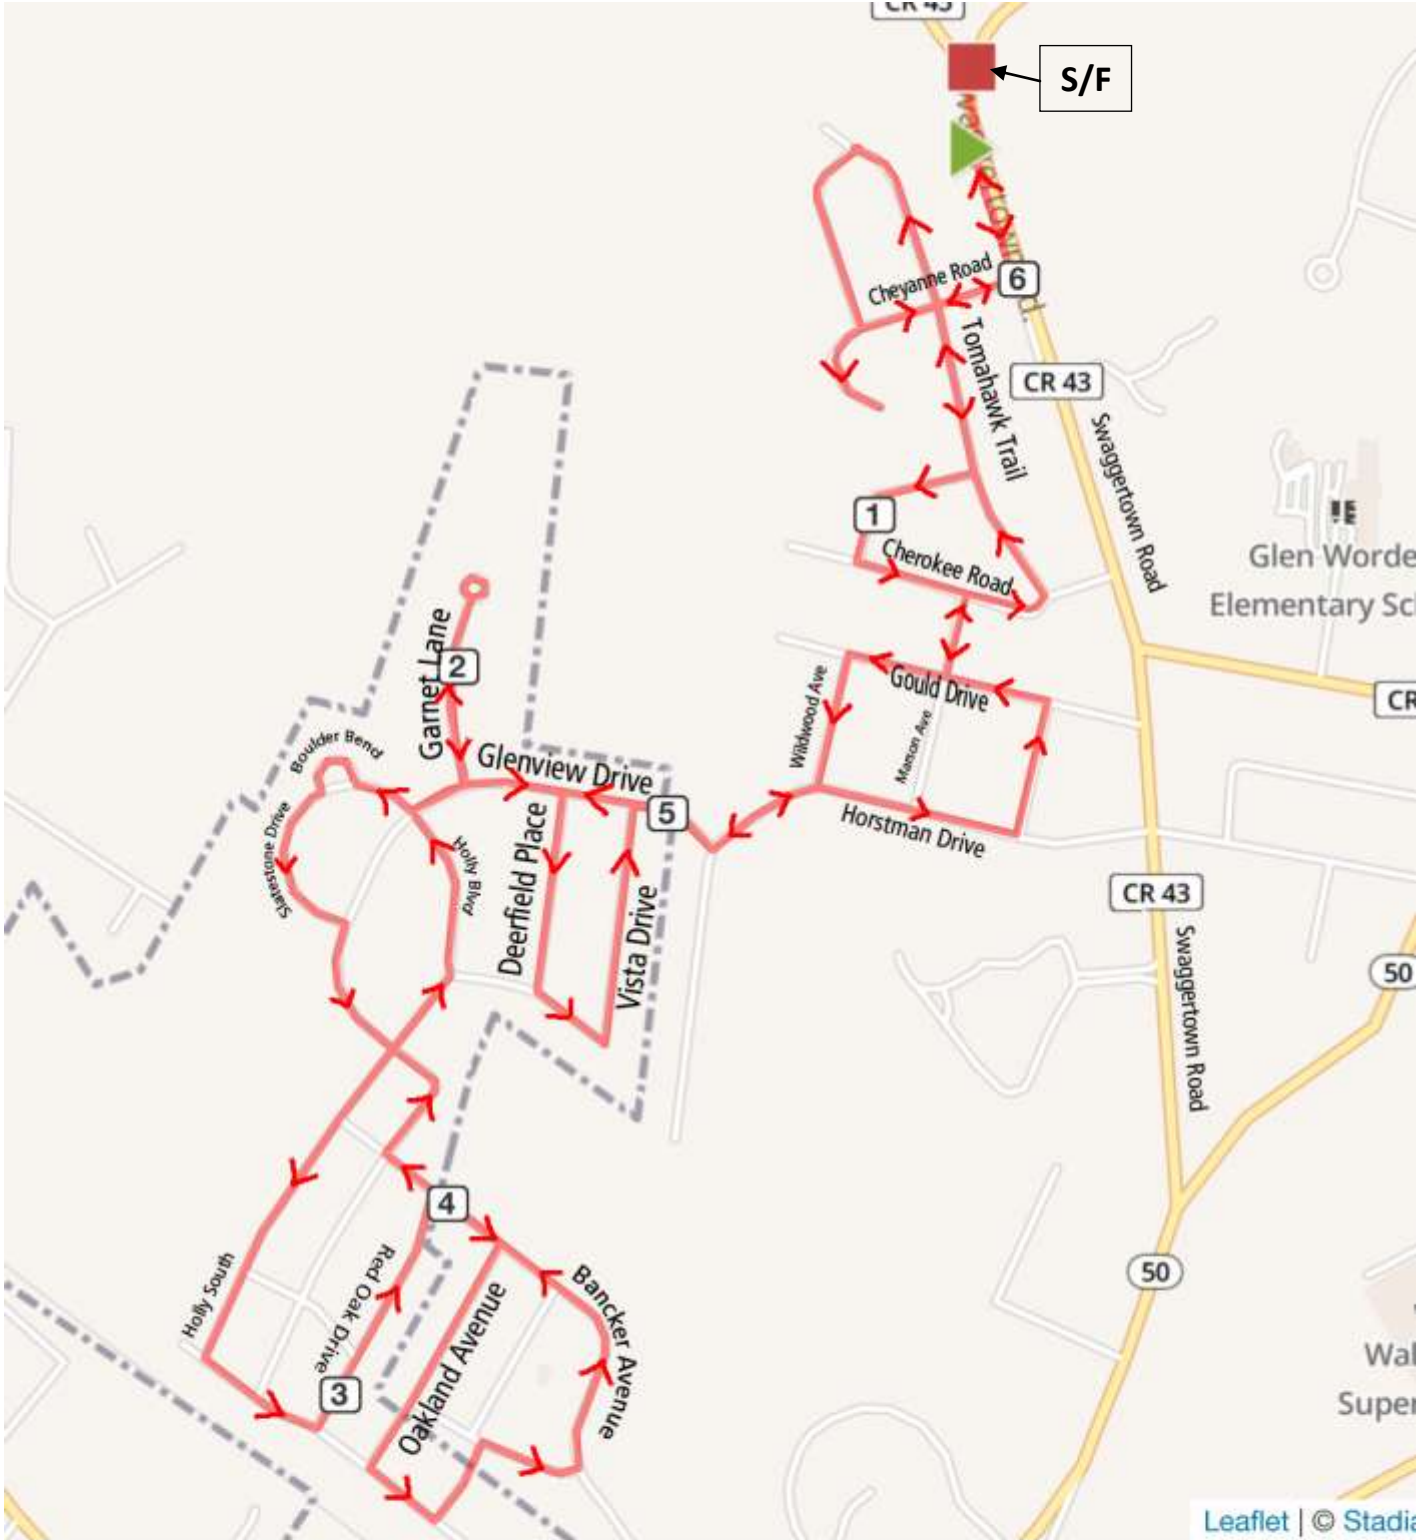 CR 43
S/F
Cheyanne Road
6
Tomahawk Trail
CR 43
Swaggertown Road
1
Glen Worde
Elementary Sc
Cherokee Road
Garnet Lane
2
Gould Drive
Wildwood Ave
CR
Boulder Bend
Glenview Drive
5
Horstman Drive
Slatestone Drive
Holly Blvd
Deerfield Place
Vista Drive
CR 43
Swaggertown Road
50
4
50
Holly South
Red Oak Drive
Oakland Avenue
Bancker Avenue
3
Wal
Super
Leaflet | © Stadia